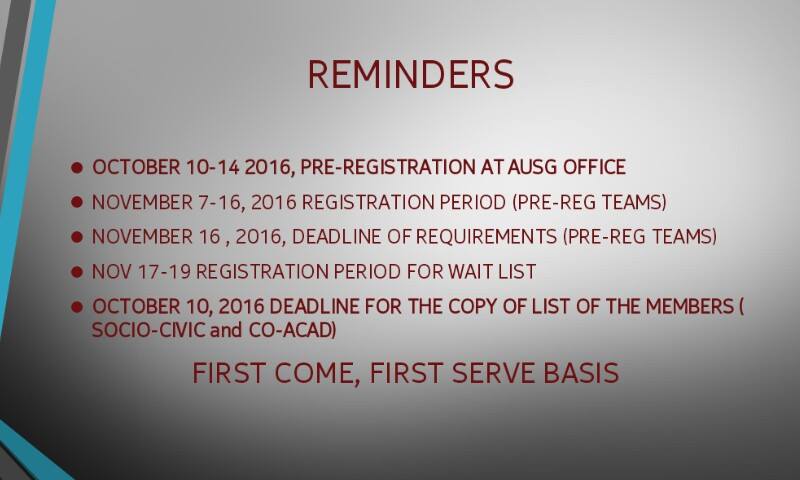 REMINDERS
OCTOBER 10-14 2016, PRE-REGISTRATION AT AUSG OFFICE
NOVEMBER 7-16, 2016 REGISTRATION PERIOD (PRE-REG TEAMS)
NOVEMBER 16 , 2016, DEADLINE OF REQUIREMENTS (PRE-REG TEAMS)
NOV 17-19 REGISTRATION PERIOD FOR WAIT LIST
OCTOBER 10, 2016 DEADLINE FOR THE COPY OF LIST OF THE MEMBERS (
SOCIO-CIVIC and CO-ACAD)
FIRST COME, FIRST SERVE BASIS